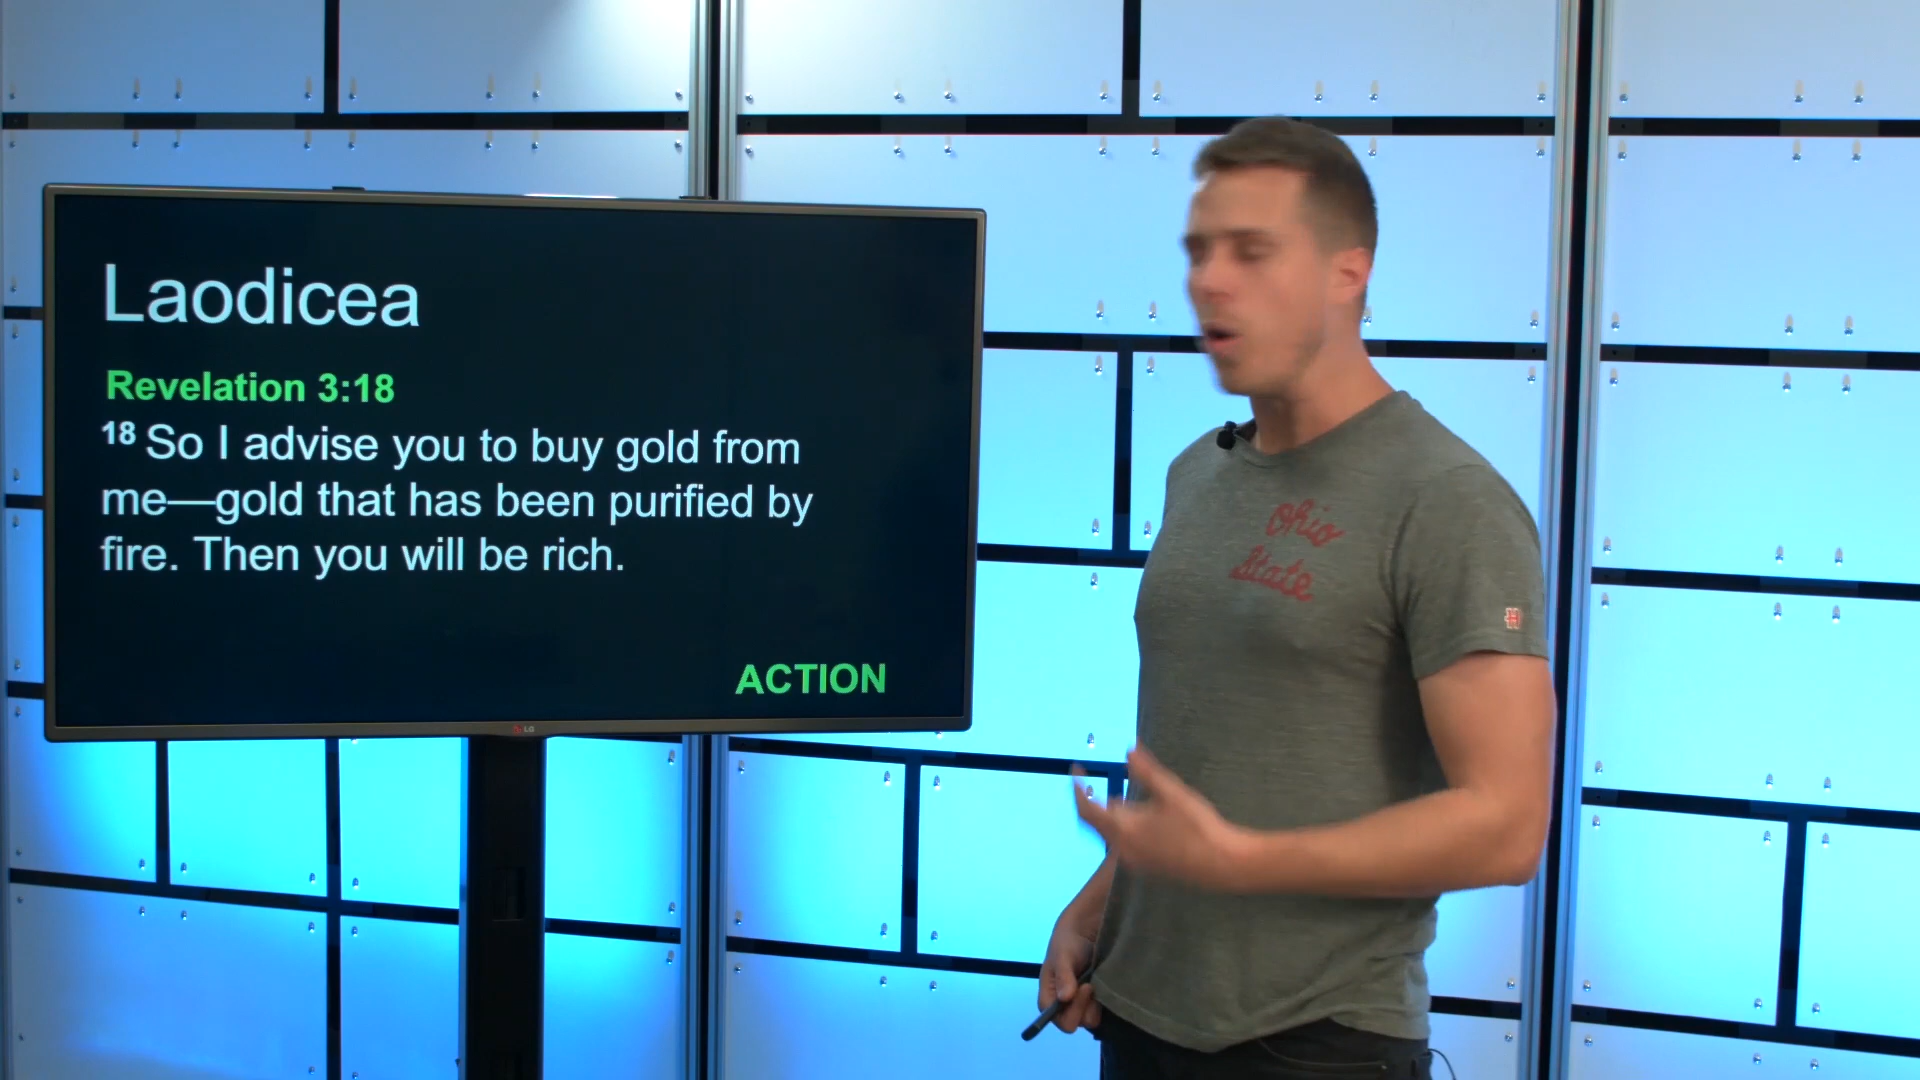 Laodicea
Revelation 3:18
18 So I advise you to buy gold from
me—gold that has been purified by
fire. Then you will be rich.
ACTION
LG
Ohio
State
H